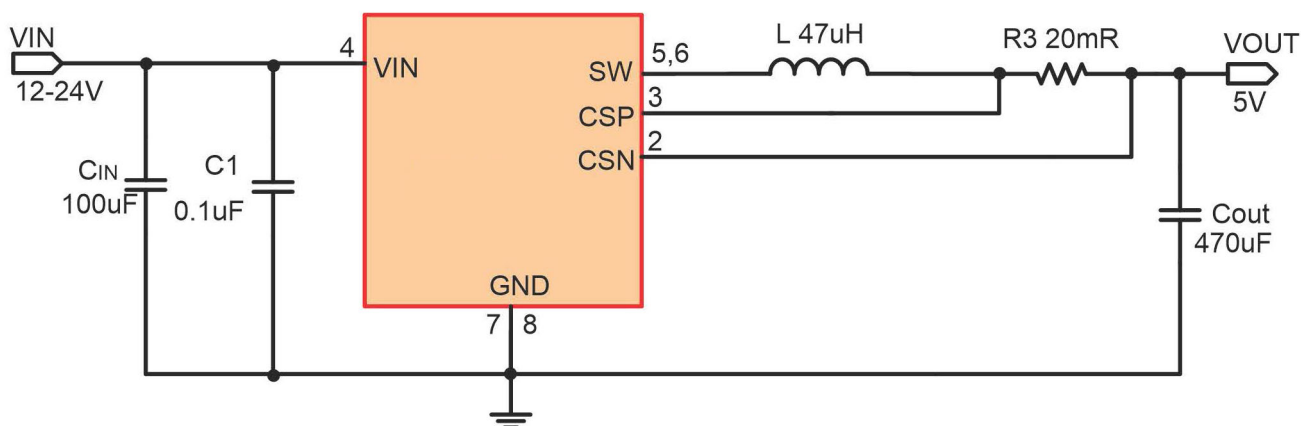 VIN
12-24V
4
VIN
SW
5,6
L 47uH
R3 20mR
VOUT
5V
CSP
3
CSN
2
CIN
100uF
C1
0.1uF
Cout
470uF
GND
7
8